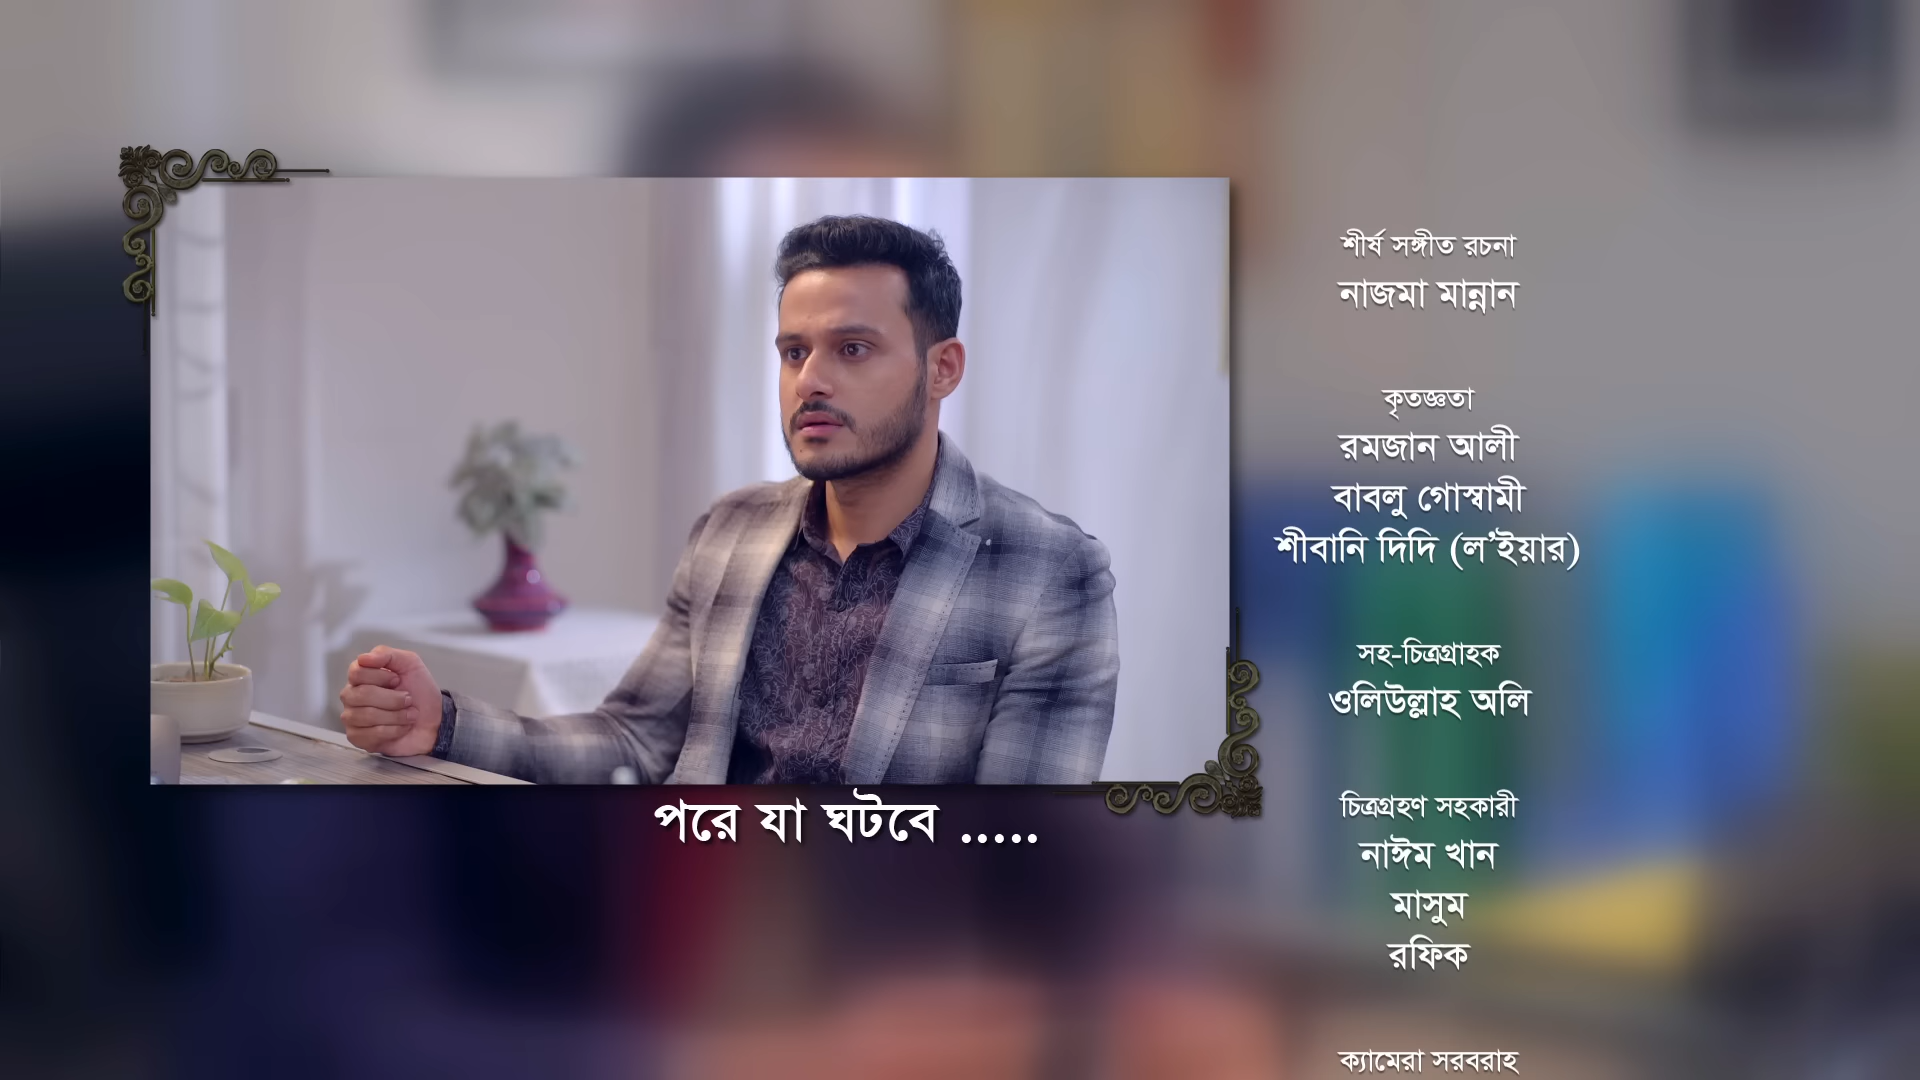 পরে যা ঘটবে .....
শীর্ষ সঙ্গীত রচনা
নাজমা মান্নান
কৃতজ্ঞতা
রমজান আলী
বাবলু গোস্বামী
শীবানি দিদি (ল'ইয়ার)
সহ-চিত্রগ্রাহক
ওলিউল্লাহ অলি
চিত্রগ্রহণ সহকারী
নাঈম খান
মাসুম
রফিক
ক্যামেরা সরবরাহ